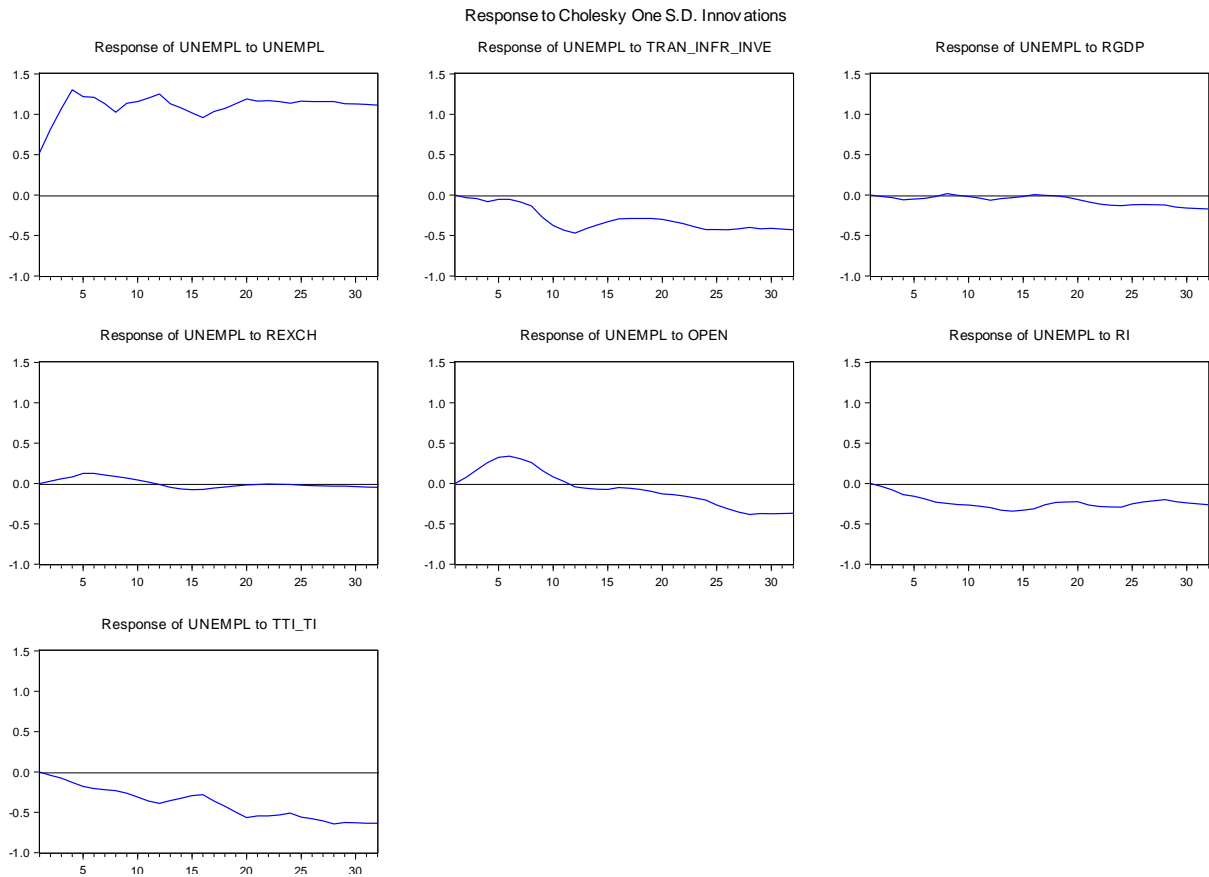 Response to Cholesky One S.D. Innovations
Response of UNEMPL to UNEMPL
1.5
1.0
0.5
0.0
-0.5
-1.0
5 10 15 20 25 30
Response of UNEMPL to TRAN_INFR_INVE
1.5
1.0
0.5
0.0
-0.5
-1.0
5 10 15 20 25 30
Response of UNEMPL to RGDP
1.5
1.0
0.5
0.0
-0.5
-1.0
5 10 15 20 25 30
Response of UNEMPL to REXCH
1.5
1.0
0.5
0.0
-0.5
-1.0
5 10 15 20 25 30
Response of UNEMPL to OPEN
1.5
1.0
0.5
0.0
-0.5
-1.0
5 10 15 20 25 30
Response of UNEMPL to RI
1.5
1.0
0.5
0.0
-0.5
-1.0
5 10 15 20 25 30
Response of UNEMPL to TTI_TI
1.5
1.0
0.5
0.0
-0.5
-1.0
5 10 15 20 25 30